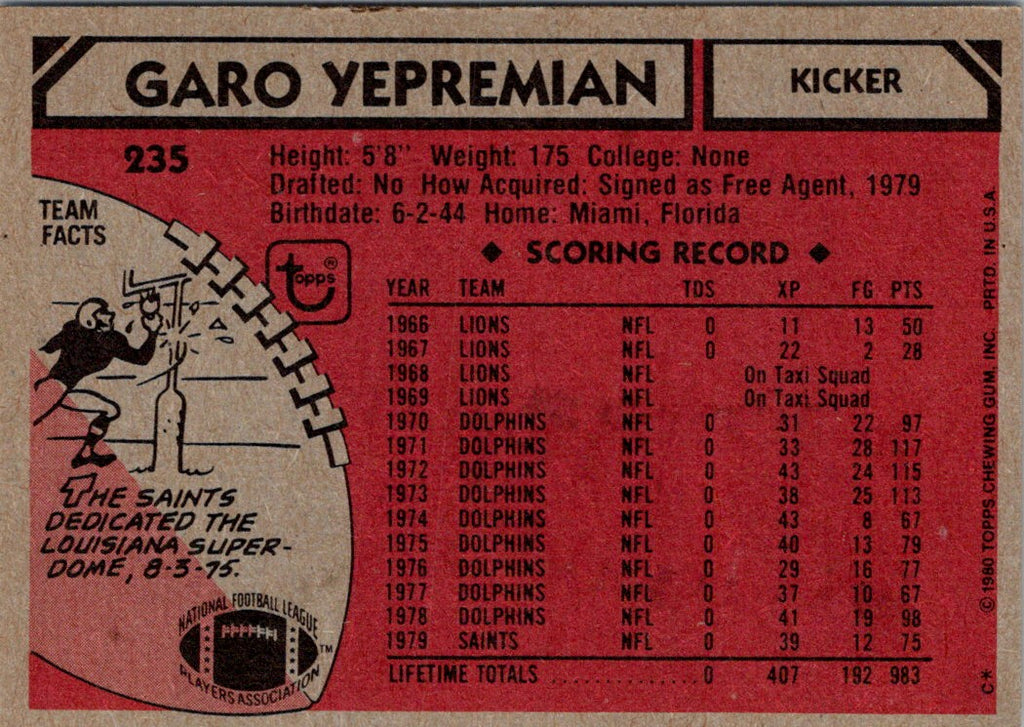 GARO YEPREMIAN
KICKER
235
Height: 5'8" Weight: 175 College: None
Drafted: No How Acquired: Signed as Free Agent, 1979
Birthdate: 6-2-44 Home: Miami, Florida
TEAM
FACTS
topps®
◆ SCORING RECORD ◆
YEAR TEAM TDS XP FG PTS
1966 LIONS NFL 0 11 13 50
1967 LIONS NFL 0 22 2 28
1968 LIONS NFL On Taxi Squad
1969 LIONS NFL On Taxi Squad
1970 DOLPHINS NFL 0 31 22 97
1971 DOLPHINS NFL 0 33 28 117
1972 DOLPHINS NFL 0 43 24 115
1973 DOLPHINS NFL 0 38 25 113
1974 DOLPHINS NFL 0 43 8 67
1975 DOLPHINS NFL 0 40 13 79
1976 DOLPHINS NFL 0 29 16 77
1977 DOLPHINS NFL 0 37 10 67
1978 DOLPHINS NFL 0 41 19 98
1979 SAINTS NFL 0 39 12 75
LIFETIME TOTALS ............. 0 407 192 983
THE SAINTS
DEDICATED THE
LOUISIANA SUPER-
DOME, 8-3-75.
NATIONAL FOOTBALL LEAGUE
PLAYERS ASSOCIATION
TM
© 1980 TOPPS CHEWING GUM, INC. PRTD. IN U.S.A.
C*